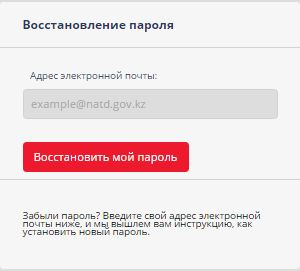 Восстановление пароля
Адрес электронной почты:
example@natd.gov.kz
Восстановить мой пароль
Забыли пароль? Введите свой адрес электронной
почты ниже, и мы вышлем вам инструкцию, как
установить новый пароль.